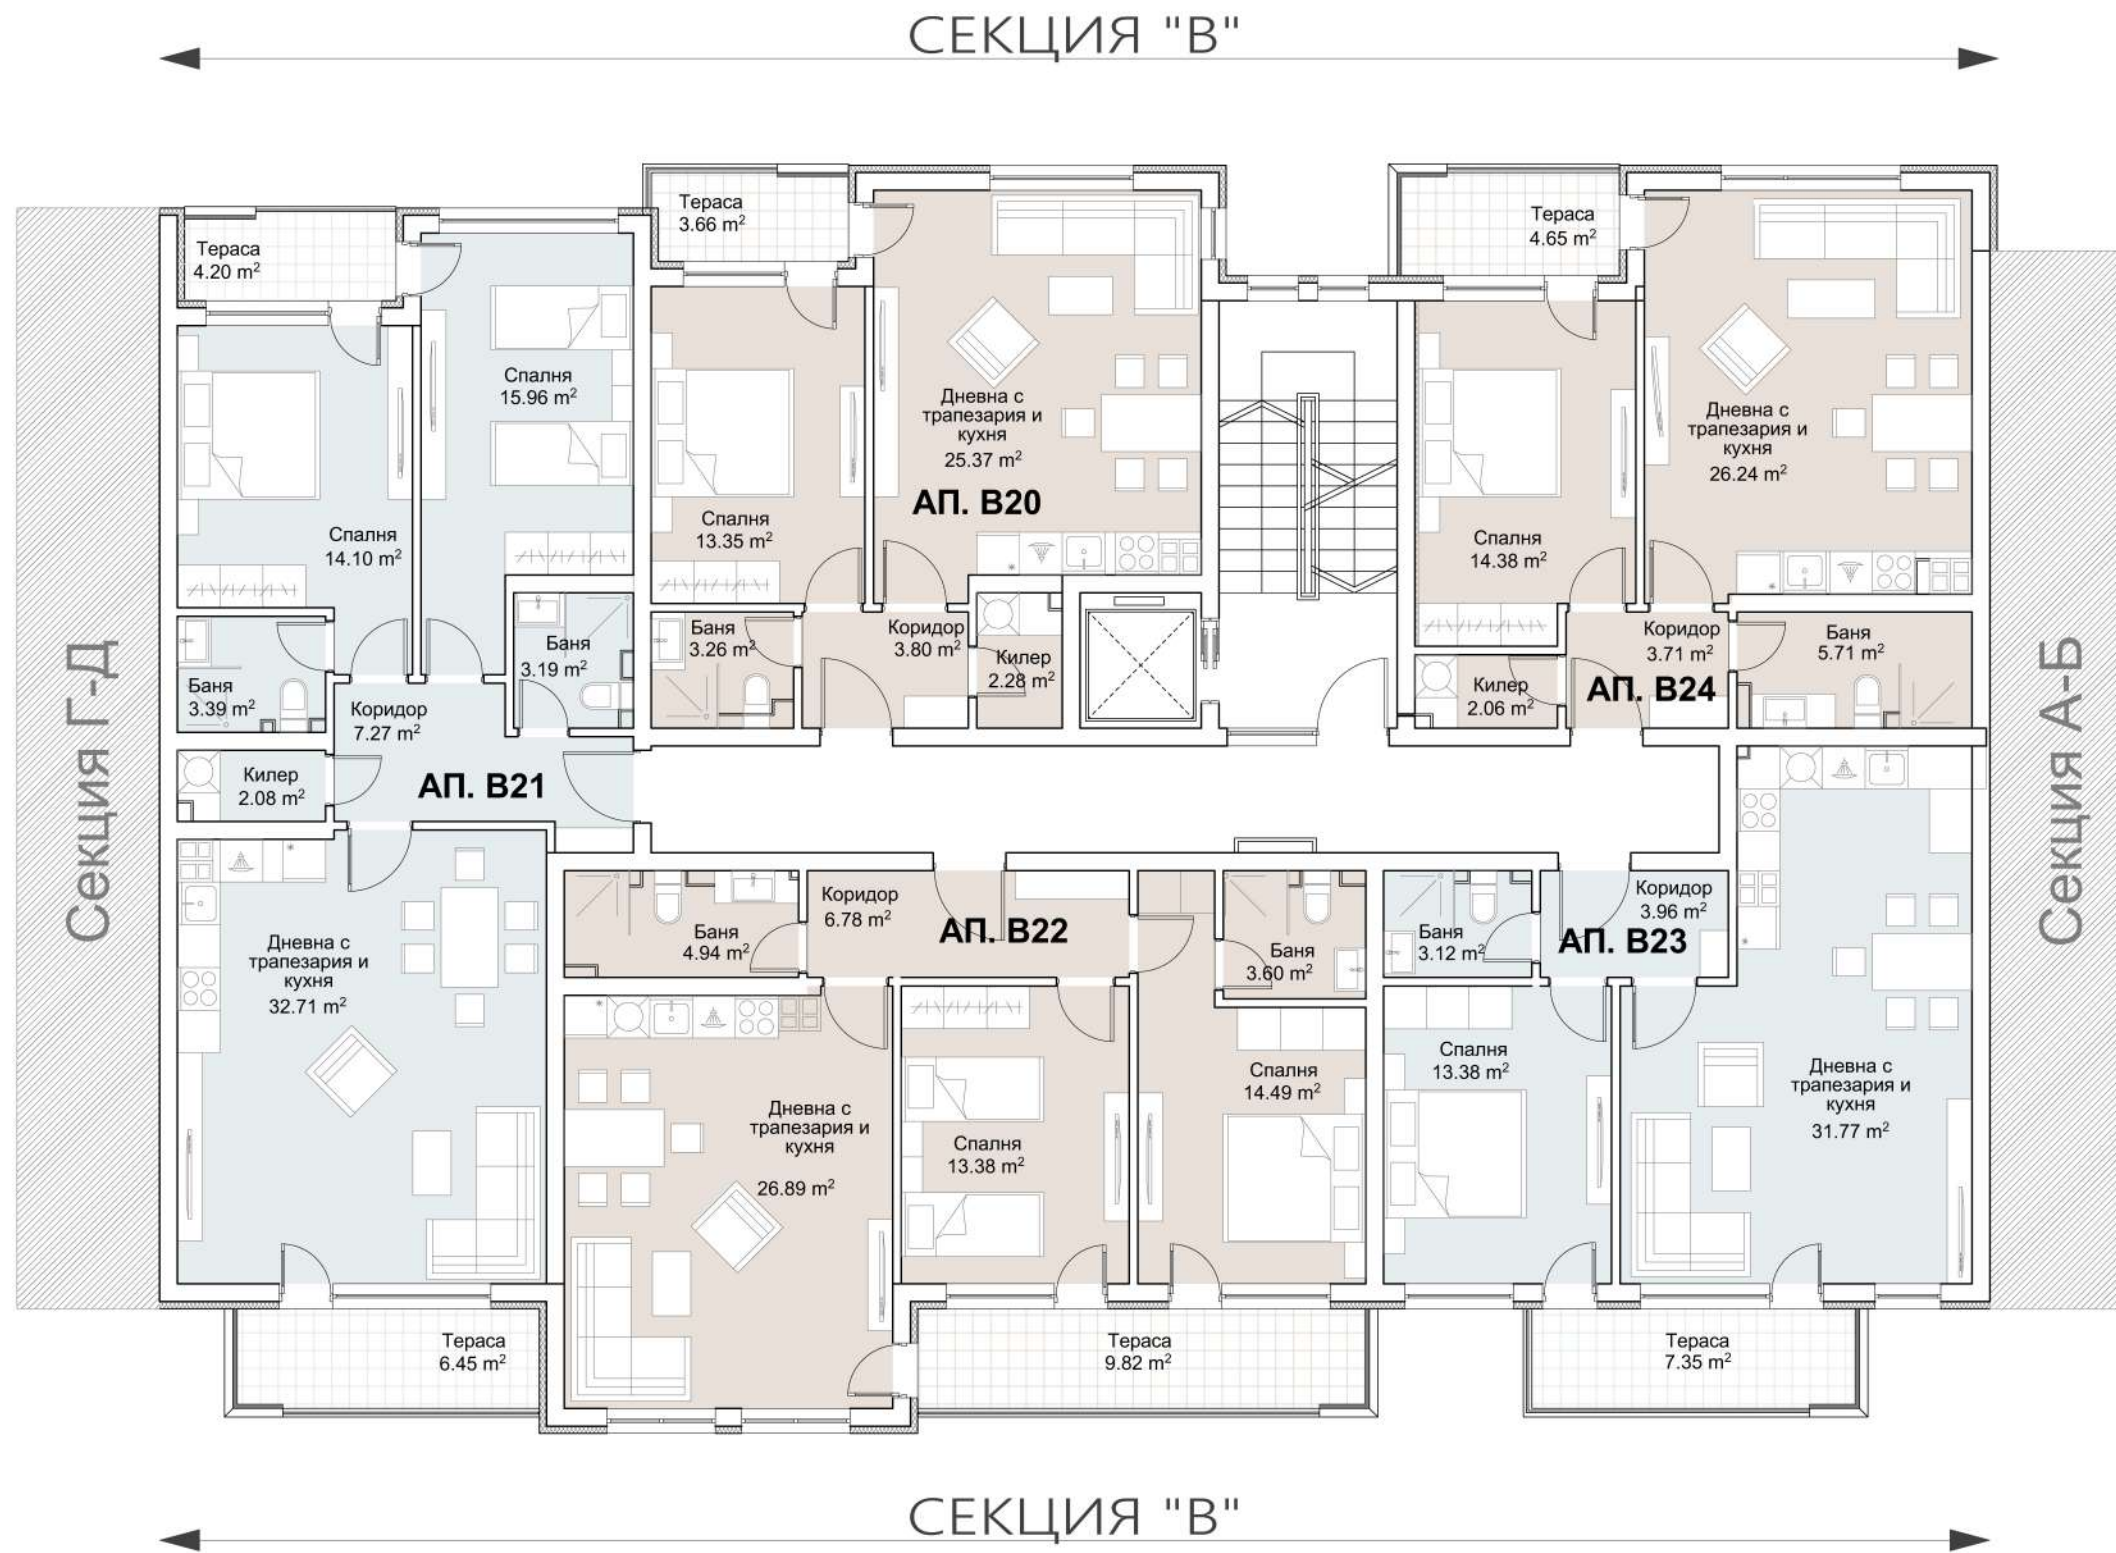 СЕКЦИЯ "В"
Секция Г-Д
Секция А-Б
Тераса
4.20 m²
Спалня
14.10 m²
Спалня
15.96 m²
Баня
3.39 m²
Баня
3.19 m²
Коридор
7.27 m²
Килер
2.08 m²
АП. В21
Дневна с
трапезария и
кухня
32.71 m²
Тераса
6.45 m²
Тераса
3.66 m²
Спалня
13.35 m²
Дневна с
трапезария и
кухня
25.37 m²
АП. В20
Баня
3.26 m²
Коридор
3.80 m²
Килер
2.28 m²
Тераса
4.65 m²
Спалня
14.38 m²
Дневна с
трапезария и
кухня
26.24 m²
Килер
2.06 m²
Коридор
3.71 m²
АП. В24
Баня
5.71 m²
Баня
4.94 m²
Коридор
6.78 m²
АП. В22
Баня
3.60 m²
Дневна с
трапезария и
кухня
26.89 m²
Спалня
13.38 m²
Спалня
14.49 m²
Тераса
9.82 m²
Баня
3.12 m²
Коридор
3.96 m²
АП. В23
Спалня
13.38 m²
Дневна с
трапезария и
кухня
31.77 m²
Тераса
7.35 m²
СЕКЦИЯ "В"